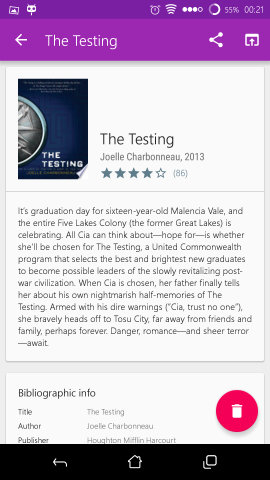 55% 00:21
The Testing
THE
TESTING
JOELLE CHARBONNEAU
The Testing
Joelle Charbonneau, 2013
(86)
It's graduation day for sixteen-year-old Malencia Vale, and
the entire Five Lakes Colony (the former Great Lakes) is
celebrating. All Cia can think about—hope for—is whether
she'll be chosen for The Testing, a United Commonwealth
program that selects the best and brightest new graduates
to become possible leaders of the slowly revitalizing post-
war civilization. When Cia is chosen, her father finally tells
her about his own nightmarish half-memories of The
Testing. Armed with his dire warnings ("Cia, trust no one"),
she bravely heads off to Tosu City, far away from friends and
family, perhaps forever. Danger, romance—and sheer terror
—await.
Bibliographic info
Title The Testing
Author Joelle Charbonneau
Publisher Houghton Mifflin Harcourt